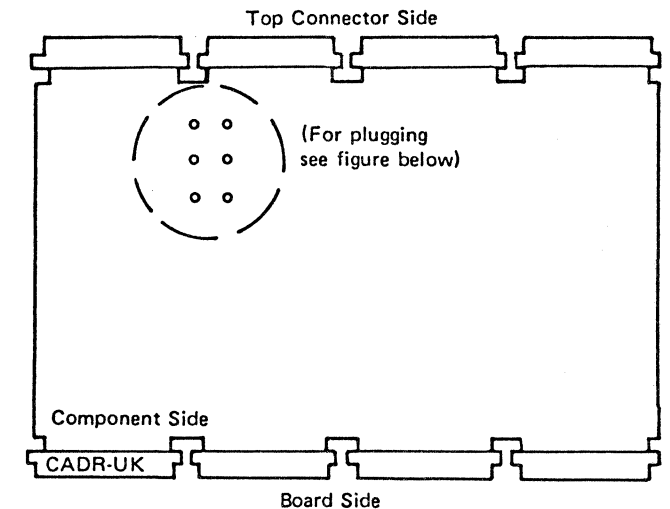 Top Connector Side
(For plugging
see figure below)
Component Side
CADR-UK
Board Side